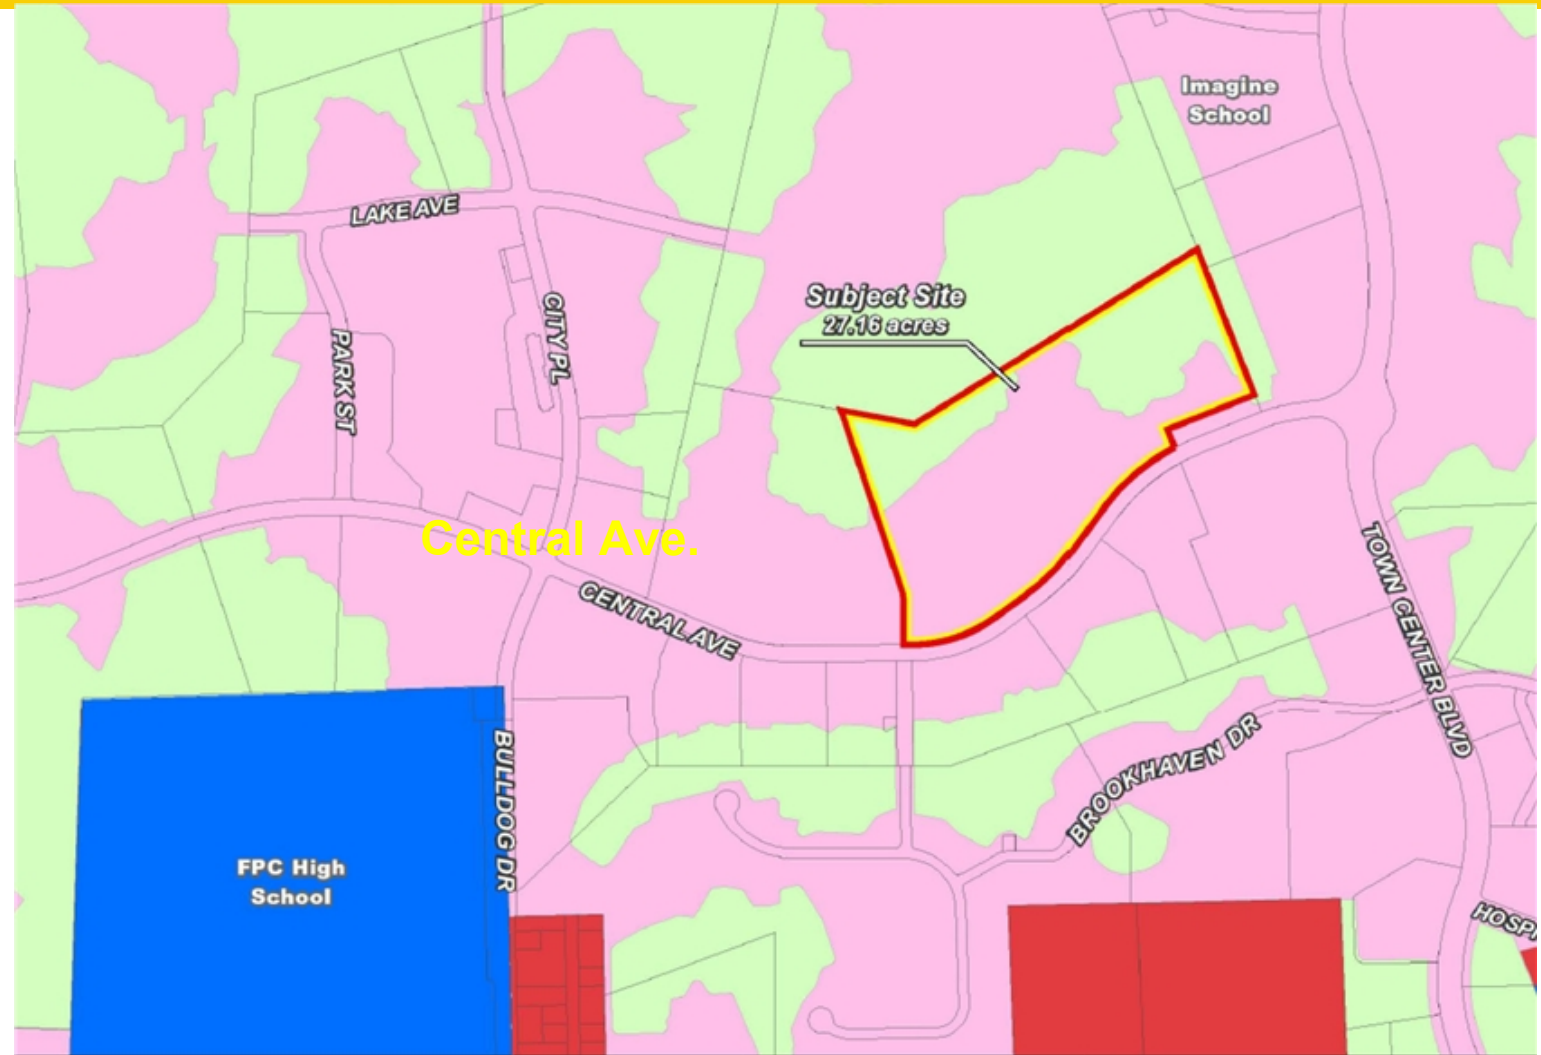 Imagine
School
LAKE AVE
Subject Site
27.16 acres
CITY PL
PARK ST
Central Ave.
CENTRAL AVE
TOWN CENTER BLVD
BROOKHAVEN DR
BULLDOG DR
FPC High
School
HOSPI